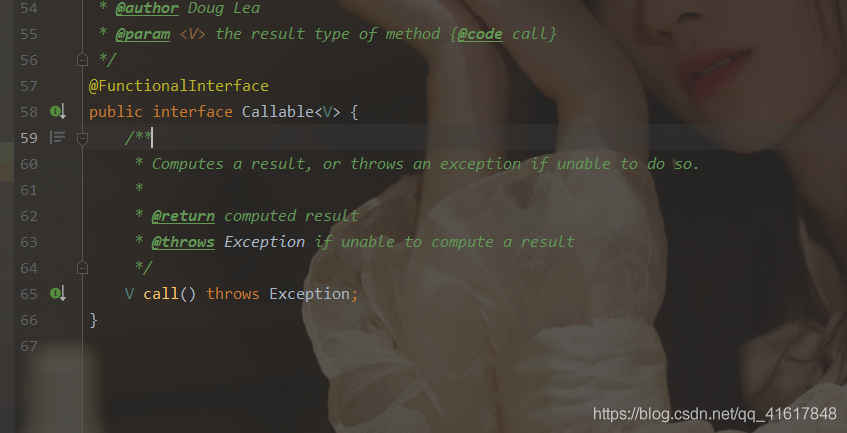 54 * @author Doug Lea
55 * @param <V> the result type of method {@code call}
56 */
57 @FunctionalInterface
58 public interface Callable<V> {
59 /**
60 * Computes a result, or throws an exception if unable to do so.
61 *
62 * @return computed result
63 * @throws Exception if unable to compute a result
64 */
65 V call() throws Exception;
66 }
67
https://blog.csdn.net/qq_41617848